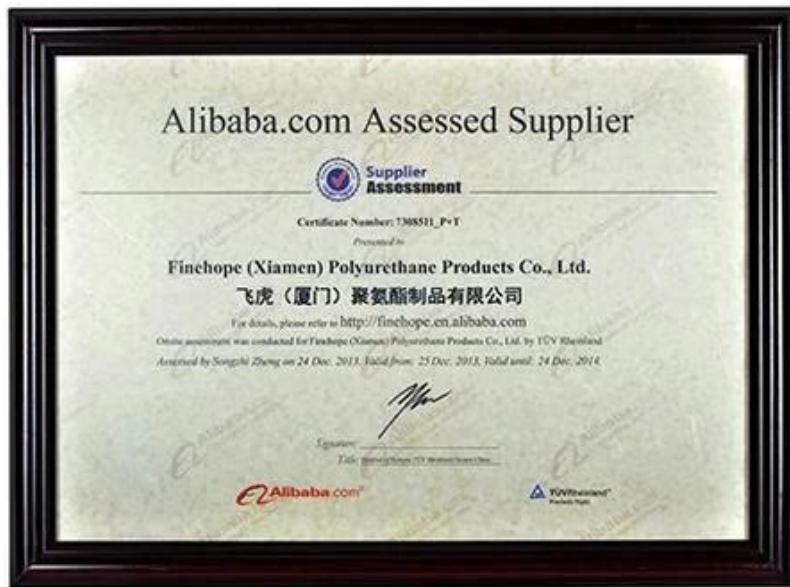 Alibaba.com Assessed Supplier
Supplier
Assessment
Certificate Number: 7308511_P+T
Presented to
Finehope (Xiamen) Polyurethane Products Co., Ltd.
飞虎（厦门）聚氨酯制品有限公司
For details, please refer to http://finehope.en.alibaba.com
Onsite assessment was conducted for Finehope (Xiamen) Polyurethane Products Co., Ltd. by TÜV Rheinland
Assessed by Songzhi Zheng on 24 Dec. 2013. Valid from: 25 Dec. 2013, Valid until: 24 Dec. 2014
Signature:
Title:
Alibaba.com®
TÜVRheinland®
Precisely Right.